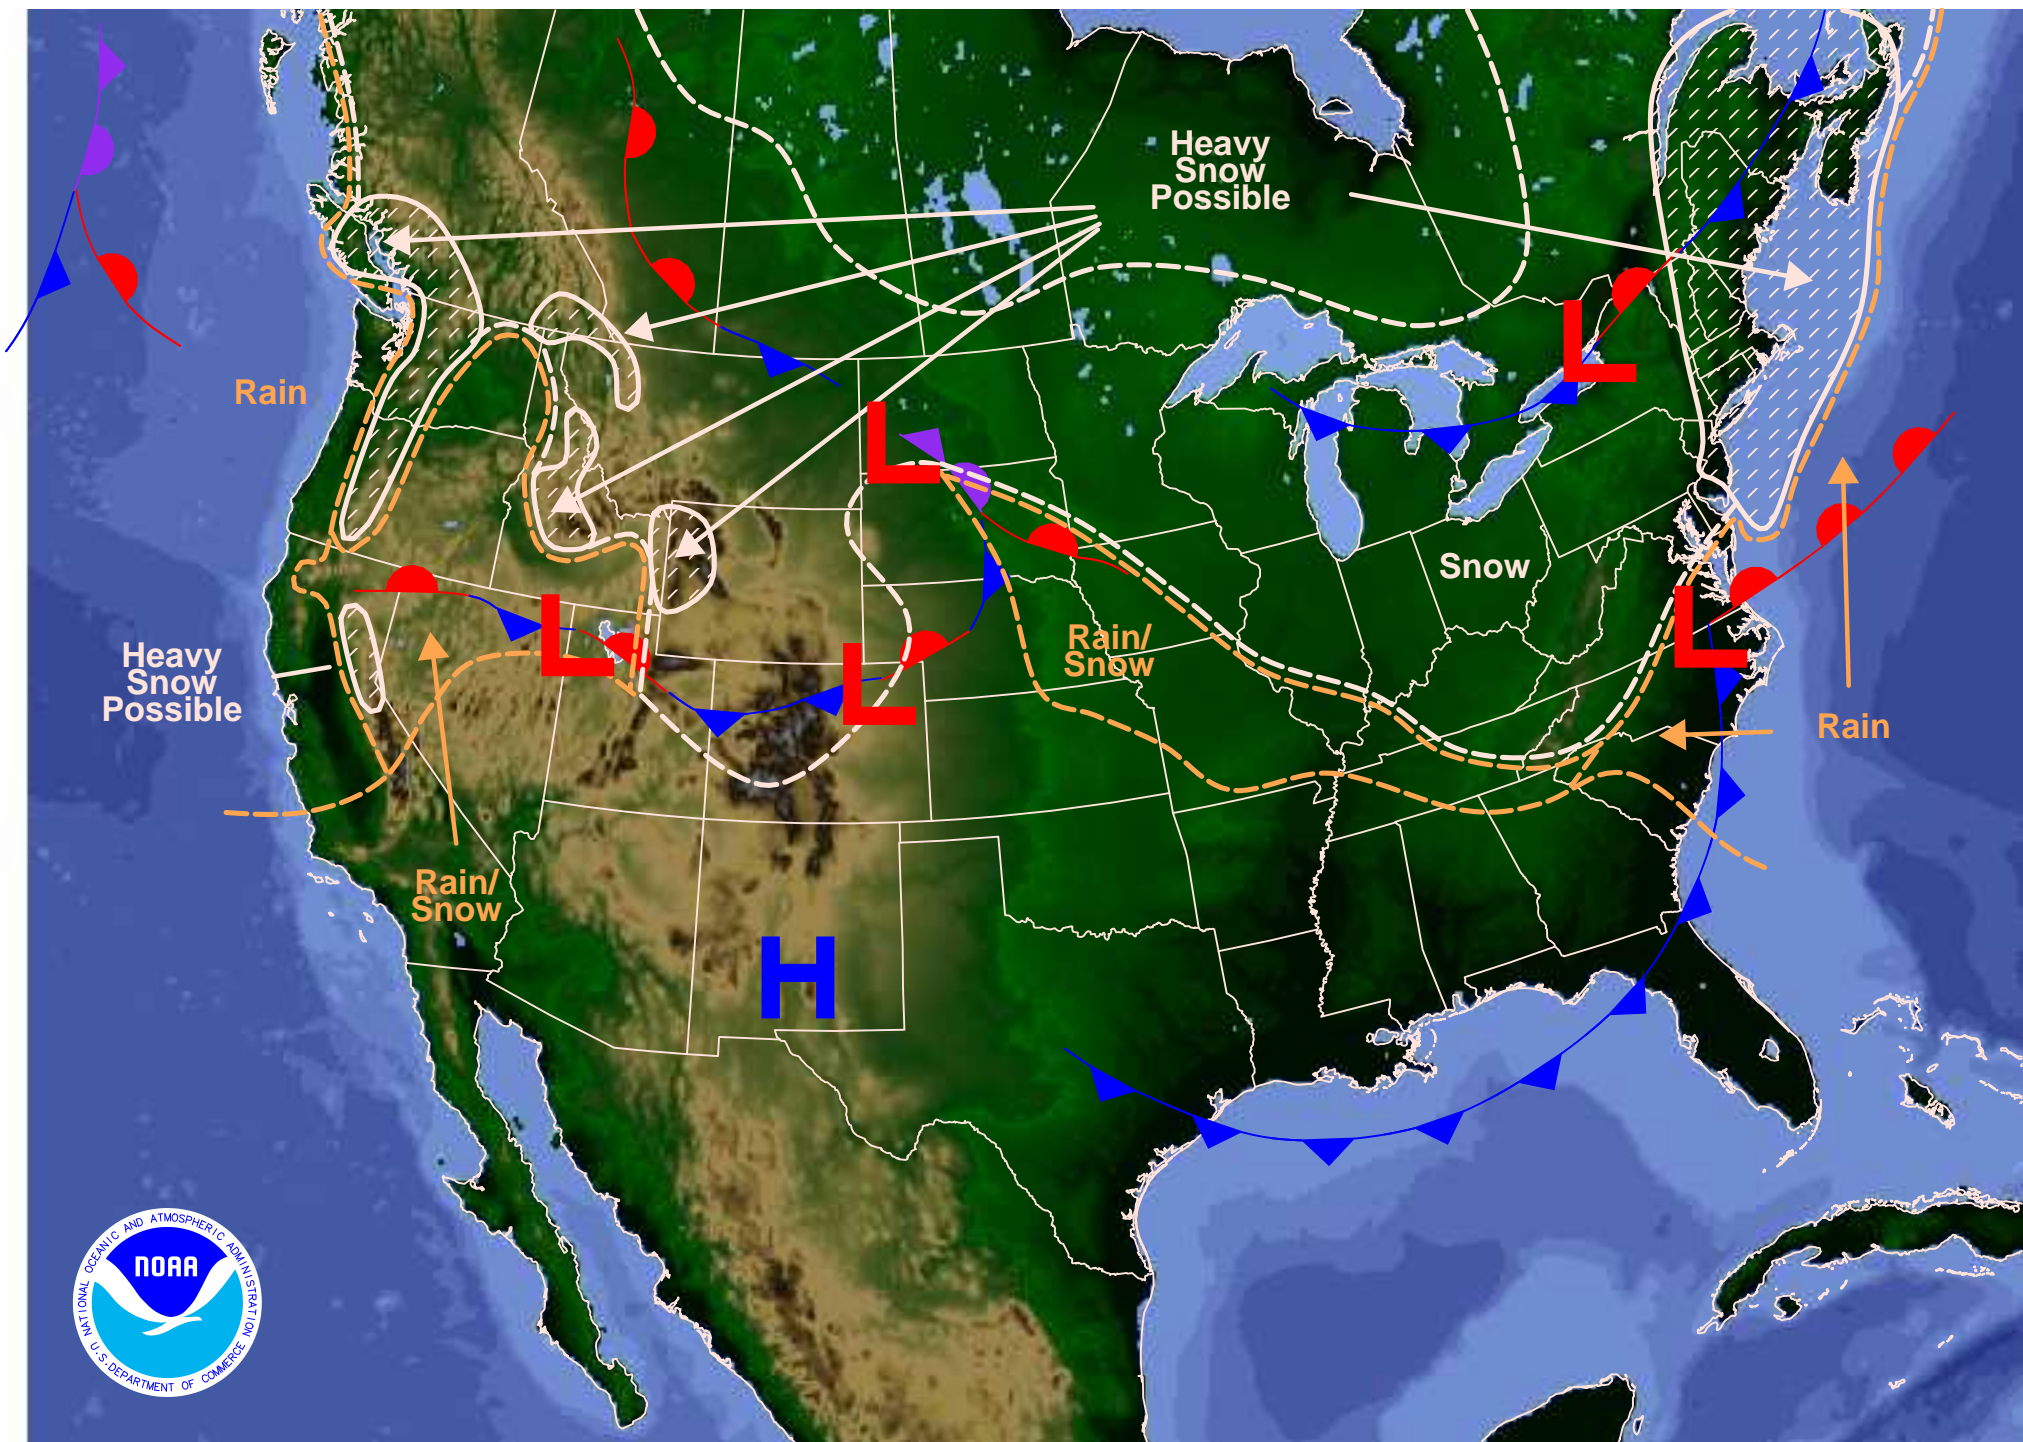 Heavy
Snow
Possible
Rain
L
L
Snow
L
Rain/
Snow
L
L
Heavy
Snow
Possible
Rain
Rain/
Snow
H
NATIONAL OCEANIC AND ATMOSPHERIC ADMINISTRATION
NOAA
U.S. DEPARTMENT OF COMMERCE